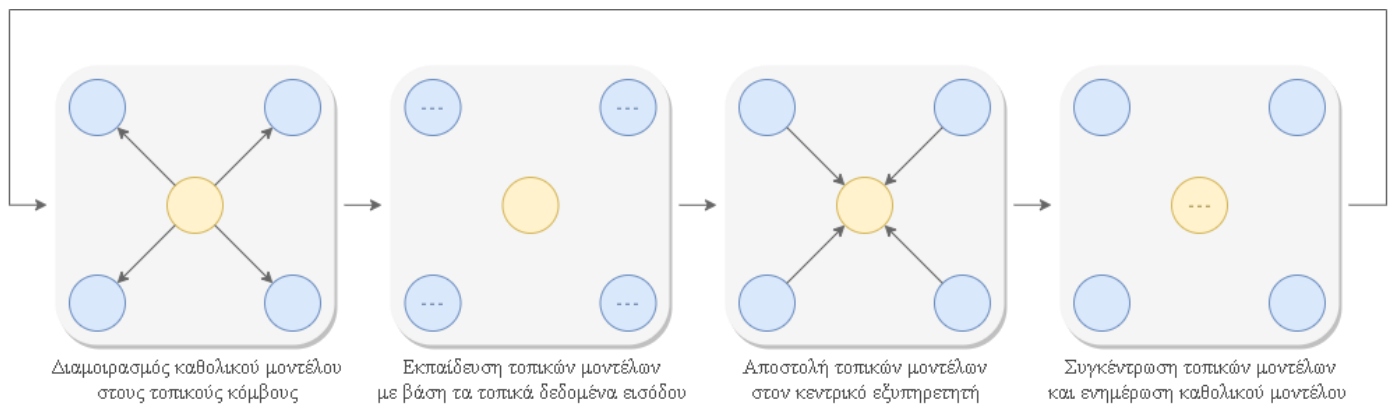 ---
---
---
---
---
Διαμοιρασμός καθολικού μοντέλου
στους τοπικούς κόμβους
Εκπαίδευση τοπικών μοντέλων
με βάση τα τοπικά δεδομένα εισόδου
Αποστολή τοπικών μοντέλων
στον κεντρικό εξυπηρετητή
Συγκέντρωση τοπικών μοντέλων
και ενημέρωση καθολικού μοντέλου